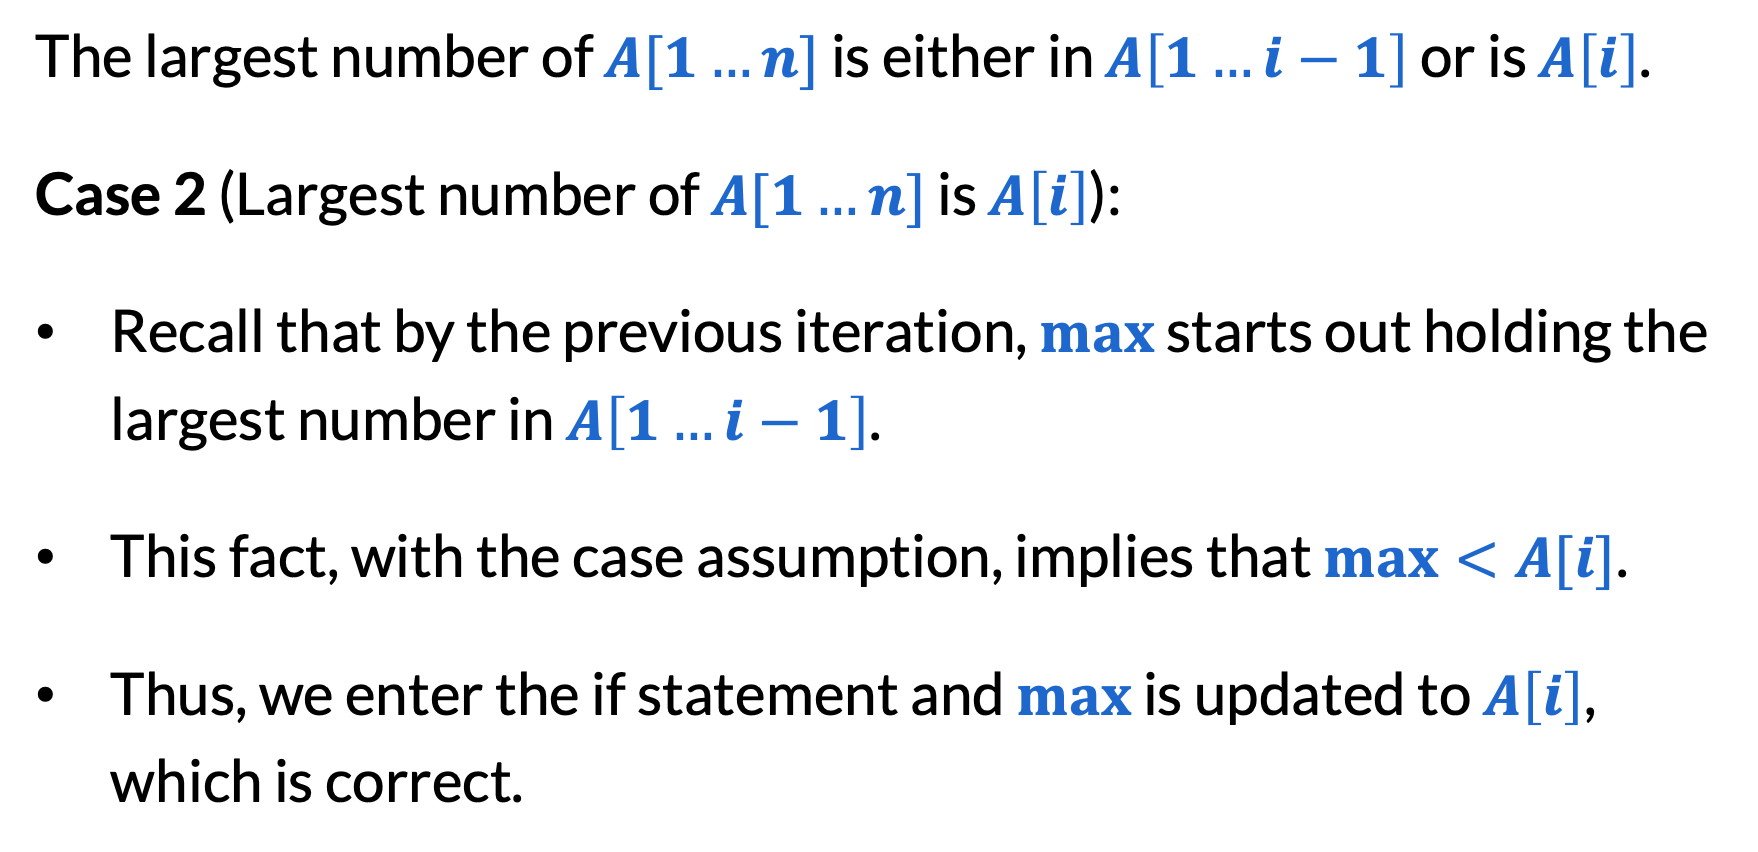 The largest number of A[1 … n] is either in A[1 … i − 1] or is A[i].
Case 2 (Largest number of A[1 … n] is A[i]):
• Recall that by the previous iteration, max starts out holding the
largest number in A[1 … i − 1].
• This fact, with the case assumption, implies that max < A[i].
• Thus, we enter the if statement and max is updated to A[i],
which is correct.